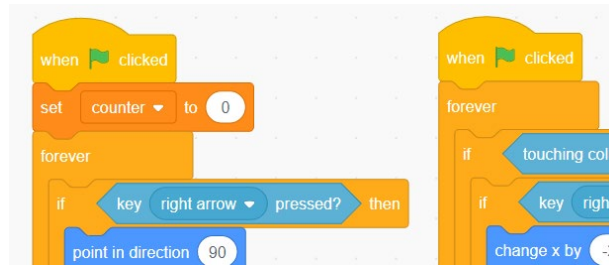 when clicked
set counter to 0
forever
if key right arrow pressed? then
point in direction 90
when clicked
forever
if touching
if key
change x by